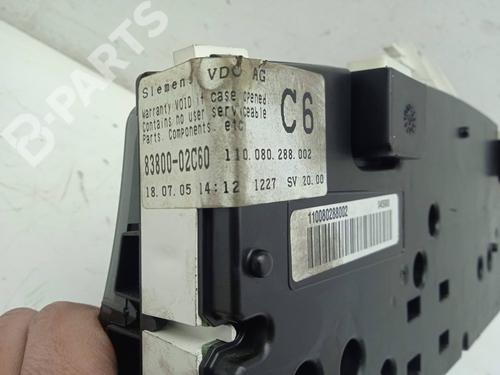 B-PARTS
Siemens VDO AG
Warranty VOID if case opened
Contains no user serviceable
Parts, Components, etc
C6
83800-02C60 110.080.288.002
18.07.05 14:12 1227 SV 20.00
110080288002